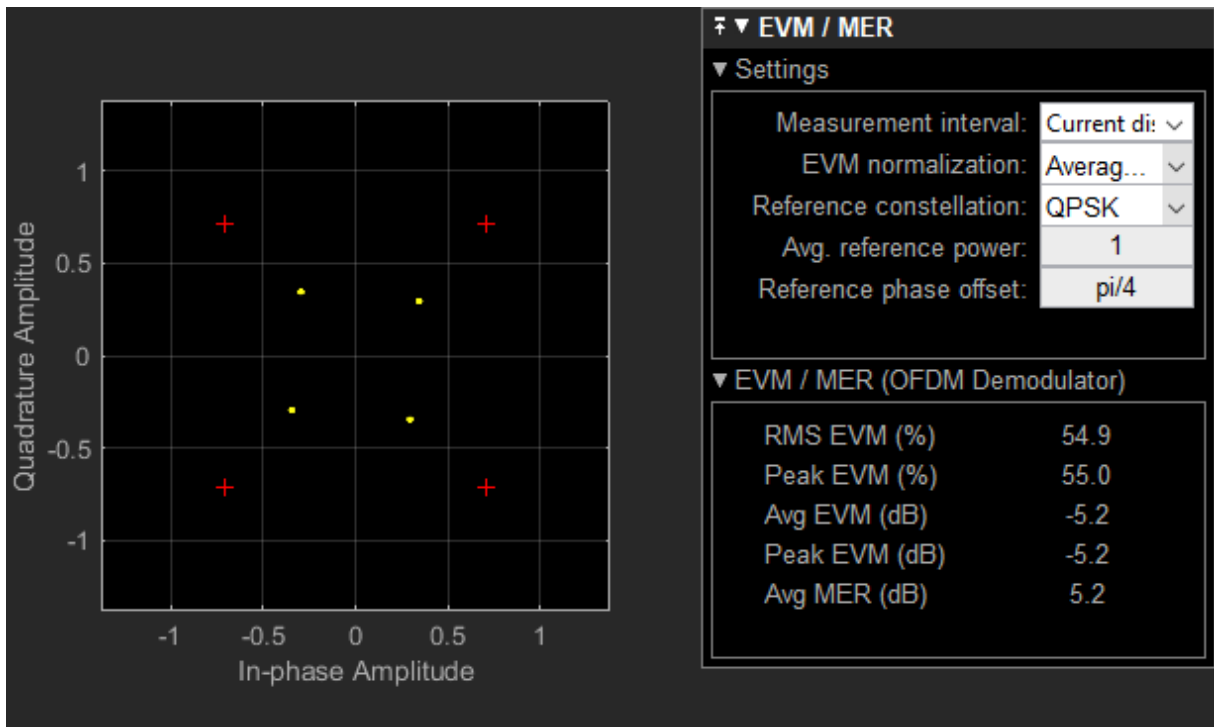 EVM / MER
Settings
Measurement interval: Current dis
EVM normalization: Averag...
Reference constellation: QPSK
Avg. reference power: 1
Reference phase offset: pi/4
EVM / MER (OFDM Demodulator)
RMS EVM (%) 54.9
Peak EVM (%) 55.0
Avg EVM (dB) -5.2
Peak EVM (dB) -5.2
Avg MER (dB) 5.2
Quadrature Amplitude
1
0.5
0
-0.5
-1
-1 -0.5 0 0.5 1
In-phase Amplitude